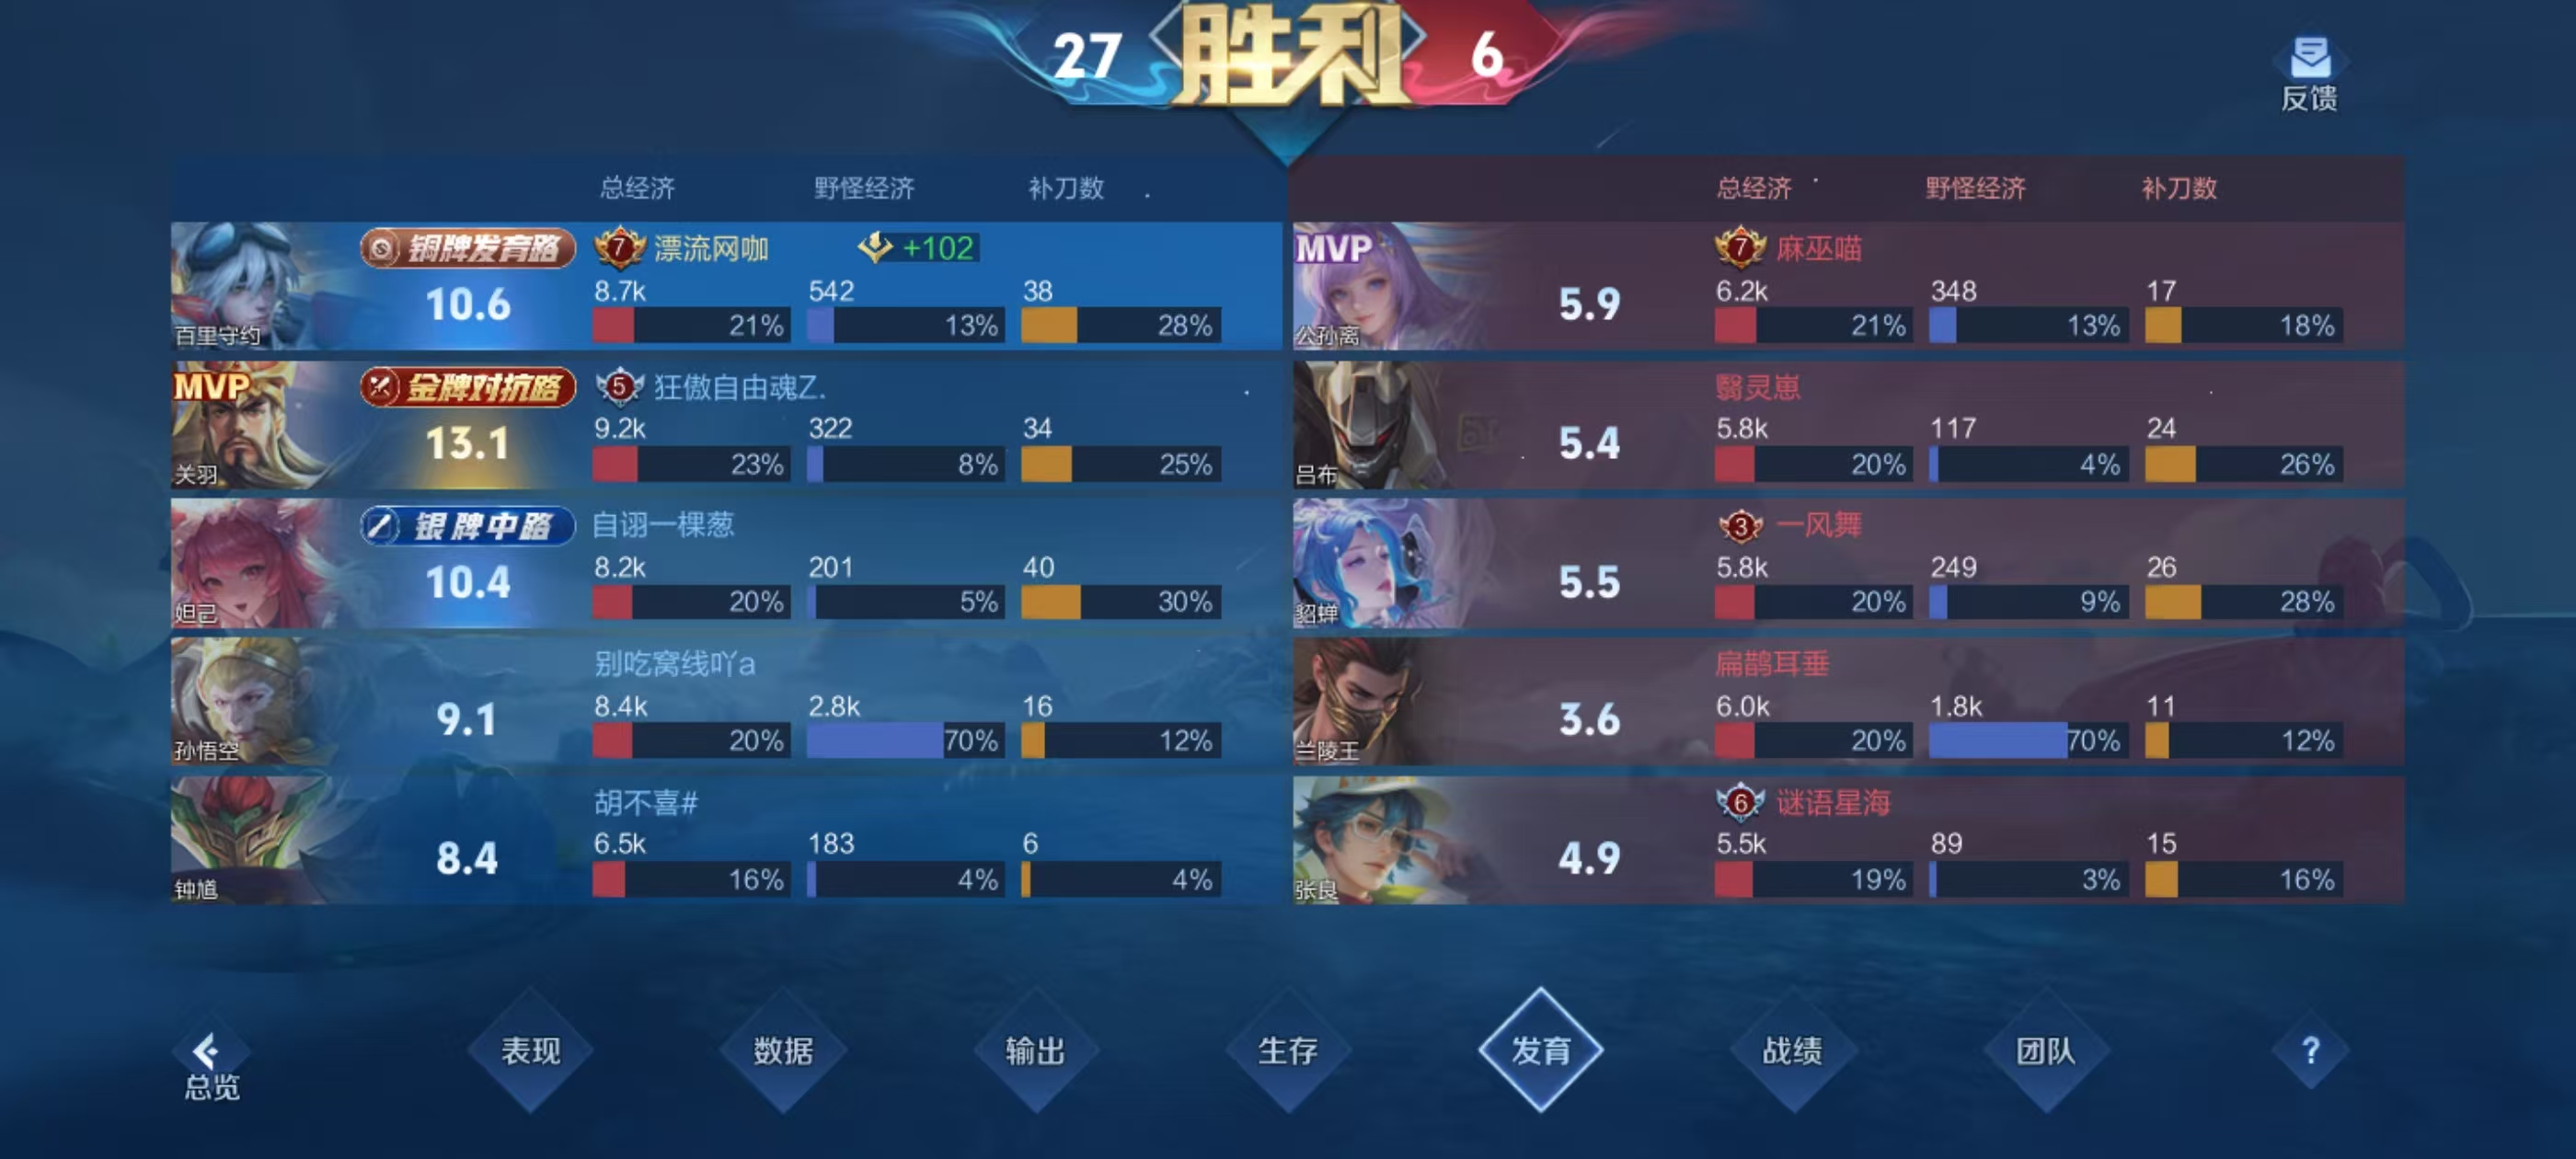 27 胜利 6
反馈
总经济 野怪经济 补刀数
总经济 野怪经济 补刀数
百里守约 铜牌发育路 10.6 7 漂流网咖 +102
8.7k 542 38
21% 13% 28%
MVP 关羽 金牌对抗路 13.1 5 狂傲自由魂Z.
9.2k 322 34
23% 8% 25%
妲己 银牌中路 10.4 自诩一棵葱
8.2k 201 40
20% 5% 30%
孙悟空 9.1 别吃窝线吖a
8.4k 2.8k 16
20% 70% 12%
钟馗 8.4 胡不喜#
6.5k 183 6
16% 4% 4%
MVP 公孙离 5.9 7 麻巫喵
6.2k 348 17
21% 13% 18%
吕布 5.4 翳灵崽
5.8k 117 24
20% 4% 26%
貂蝉 5.5 3 一风舞
5.8k 249 26
20% 9% 28%
兰陵王 3.6 扁鹊耳垂
6.0k 1.8k 11
20% 70% 12%
张良 4.9 6 谜语星海
5.5k 89 15
19% 3% 16%
总览 表现 数据 输出 生存 发育 战绩 团队 ?